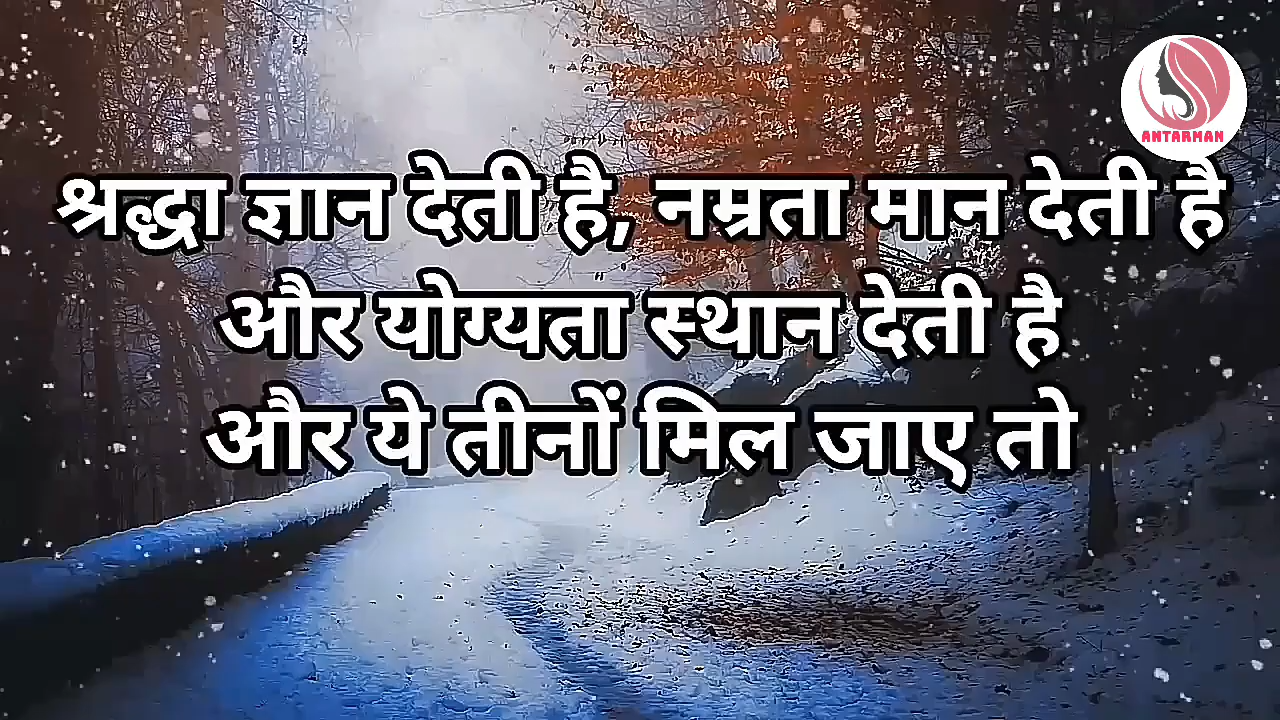 ANTARMAN
श्रद्धा ज्ञान देती है, नम्रता मान देती है
और योग्यता स्थान देती है
और ये तीनों मिल जाए तो